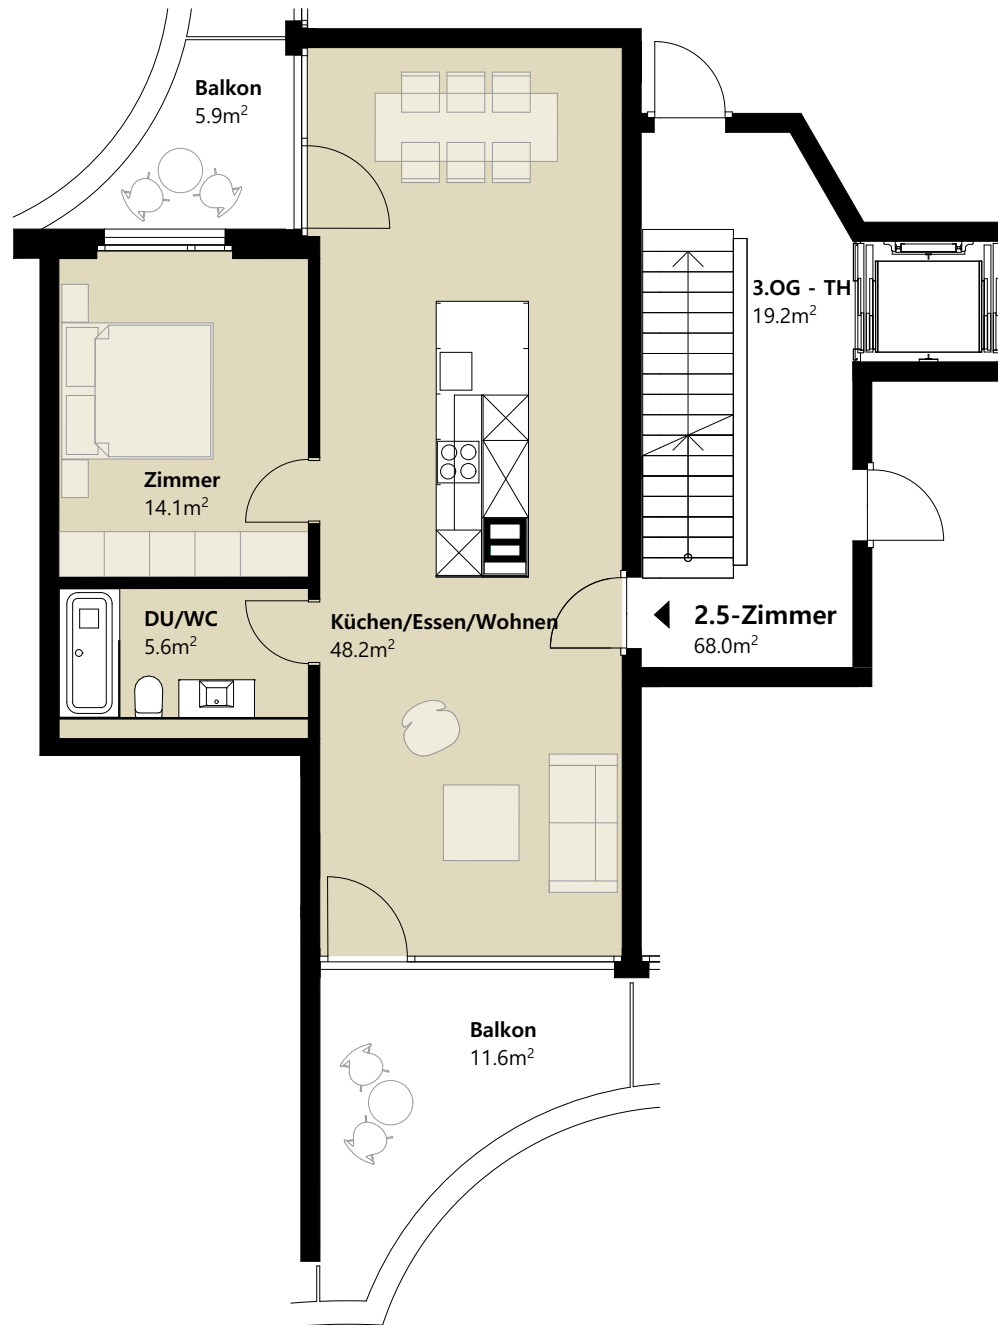 Balkon
5.9m²
3.OG - TH
19.2m²
Zimmer
14.1m²
DU/WC
5.6m²
Küchen/Essen/Wohnen
48.2m²
2.5-Zimmer
68.0m²
Balkon
11.6m²